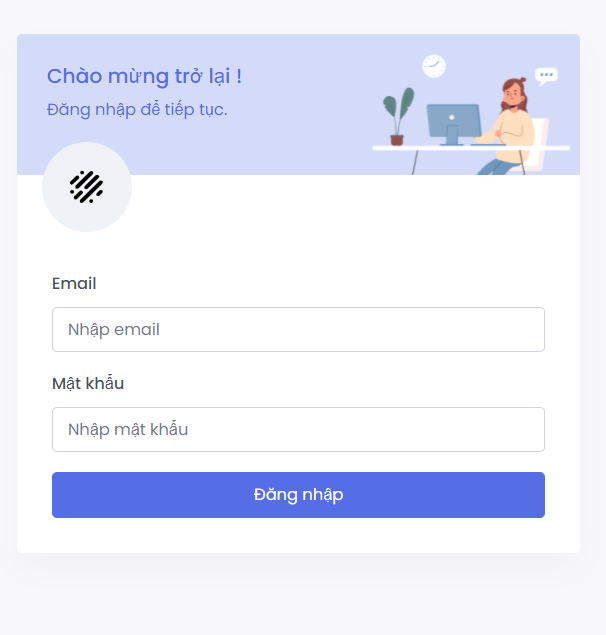 Chào mừng trở lại !
Đăng nhập để tiếp tục.
Email
Nhập email
Mật khẩu
Nhập mật khẩu
Đăng nhập